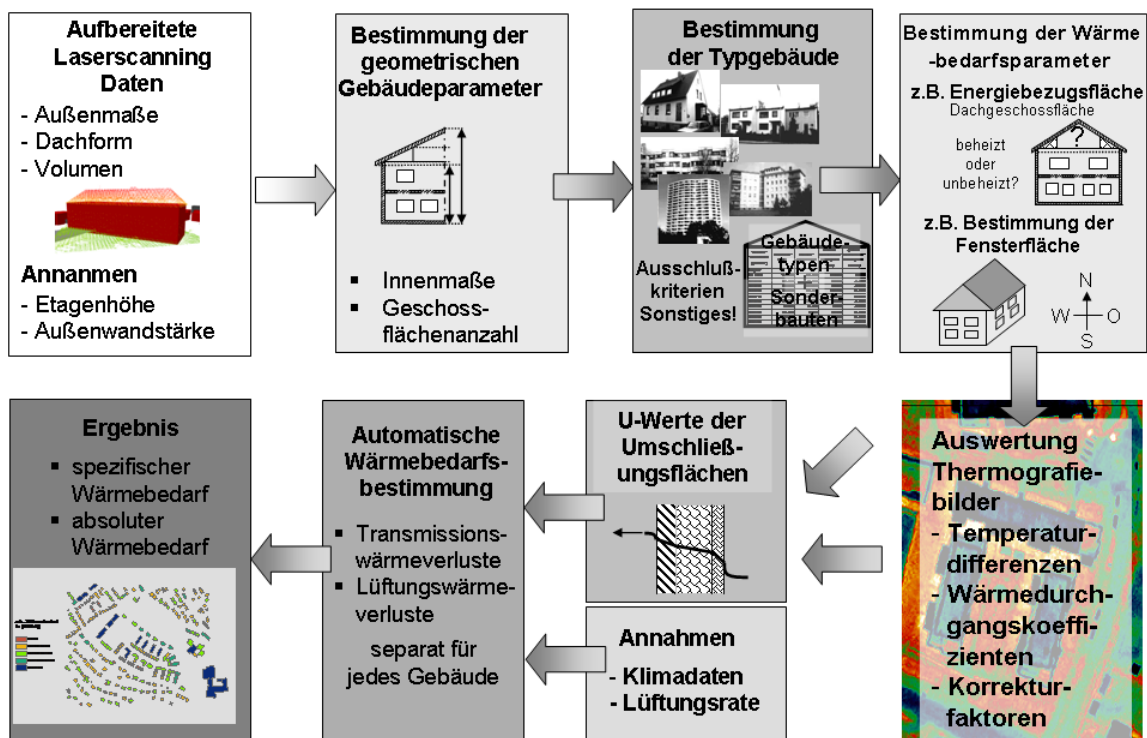 Aufbereitete
Laserscanning
Daten
- Außenmaße
- Dachform
- Volumen
Annanmen
- Etagenhöhe
- Außenwandstärke
Bestimmung der
geometrischen
Gebäudeparameter
▪ Innenmaße
▪ Geschoss-
flächenanzahl
Bestimmung
der Typgebäude
Ausschluß-
kriterien
Sonstiges!
Gebäude-
typen
+
Sonder-
bauten
Bestimmung der Wärme
-bedarfsparameter
z.B. Energiebezugsfläche
Dachgeschossfläche
beheizt
oder
unbeheizt?
?
z.B. Bestimmung der
Fensterfläche
N
W O
S
Auswertung
Thermografie-
bilder
- Temperatur-
differenzen
- Wärmedurch-
gangskoeffi-
zienten
- Korrektur-
faktoren
U-Werte der
Umschließ-
ungsflächen
Annahmen
- Klimadaten
- Lüftungsrate
Automatische
Wärmebedarfs-
bestimmung
▪ Transmissions-
wärmeverluste
▪ Lüftungswärme-
verluste
separat für
jedes Gebäude
Ergebnis
▪ spezifischer
Wärmebedarf
▪ absoluter
Wärmebedarf